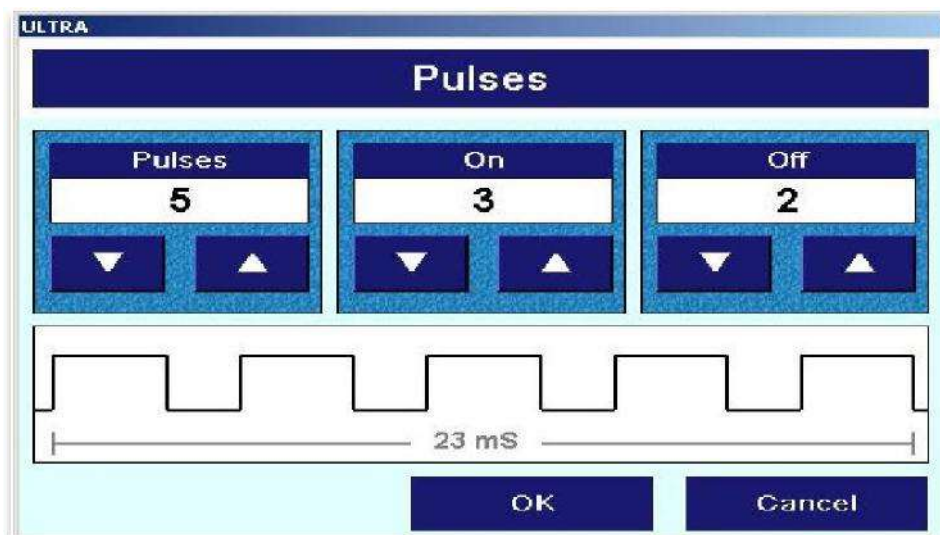 ULTRA
Pulses
Pulses
5
On
3
Off
2
23 mS
OK
Cancel